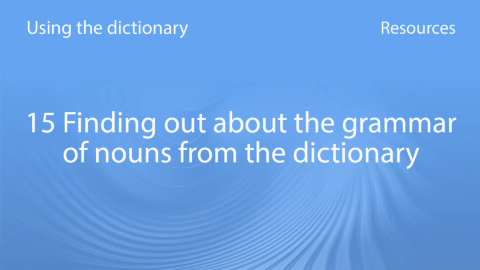 Using the dictionary
Resources
15 Finding out about the grammar
of nouns from the dictionary